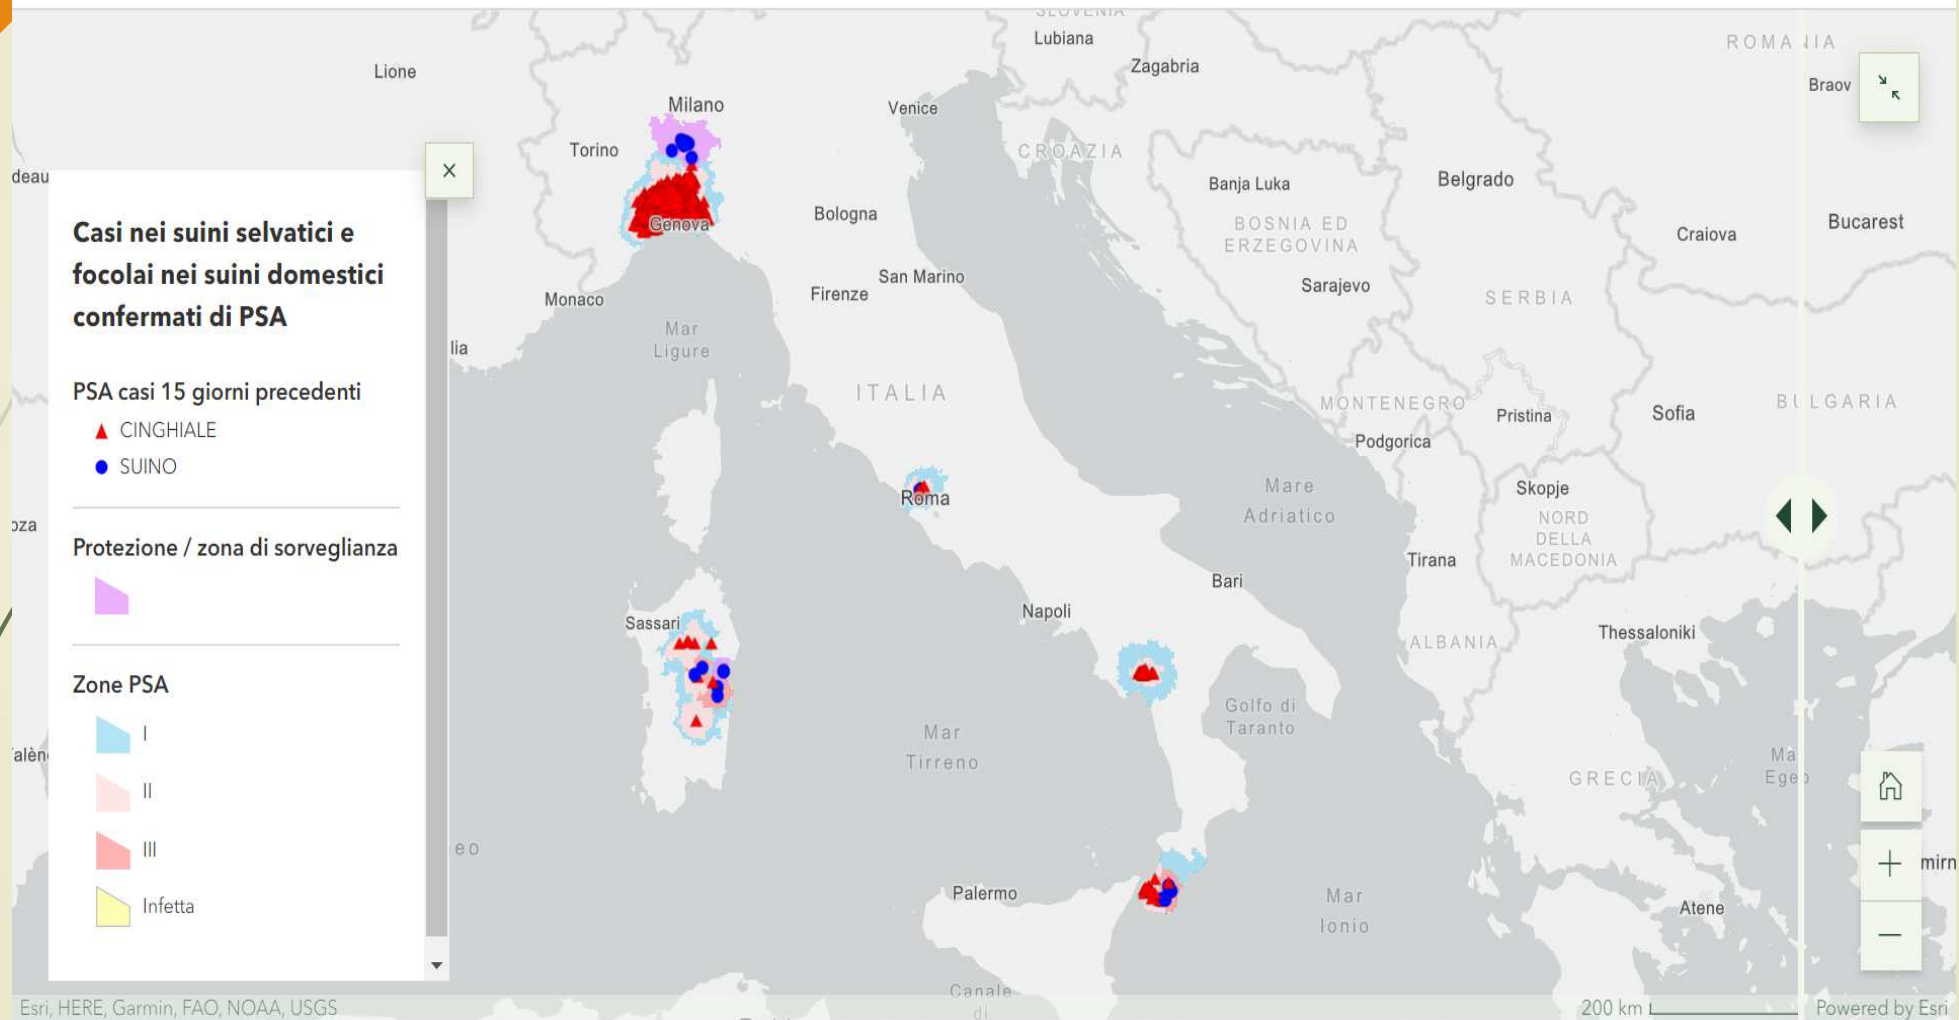 SLOVENIA
Lubiana
ROMANIA
Zagabria
Lione
Braov
Milano
Venice
Torino
CROAZIA
deau
Banja Luka
Belgrado
Bologna
BOSNIA ED
ERZEGOVINA
Craiova
Bucarest
Genova
San Marino
Sarajevo
Firenze
SERBIA
Monaco
Mar
Ligure
lia
ITALIA
MONTENEGRO
Pristina
Sofia
BULGARIA
Podgorica
Casi nei suini selvatici e
focolai nei suini domestici
confermati di PSA
PSA casi 15 giorni precedenti
CINGHIALE
SUINO
Protezione / zona di sorveglianza
Zone PSA
I
II
III
Infetta
Roma
Mare
Adriatico
Skopje
NORD
DELLA
MACEDONIA
oza
Tirana
Bari
Napoli
Sassari
ALBANIA
Thessaloniki
Golfo di
Taranto
Mar
Tirreno
alèn
GRECIA
Ma
Egeo
eo
Palermo
Mar
Ionio
Atene
mirn
Canale
di
Esri, HERE, Garmin, FAO, NOAA, USGS
200 km
Powered by Esri